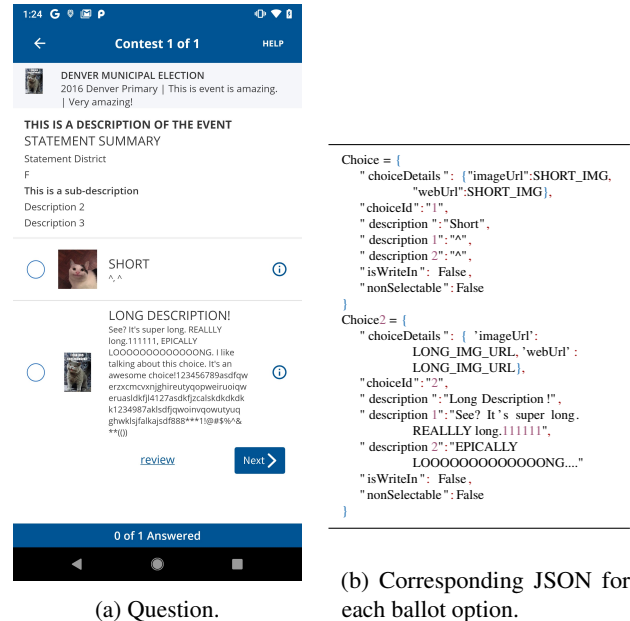 1:24
Contest 1 of 1
HELP
DENVER MUNICIPAL ELECTION
2016 Denver Primary | This is event is amazing.
| Very amazing!
THIS IS A DESCRIPTION OF THE EVENT
STATEMENT SUMMARY
Statement District
F
This is a sub-description
Description 2
Description 3
SHORT
^, ^
LONG DESCRIPTION!
See? It's super long. REALLLY
long.111111, EPICALLY
LOOOOOOOOOOOOONG. I like
talking about this choice. It's an
awesome choice!123456789asdfqw
erzxcmcvxnjghireutyqopweiruoiqw
eruasldkfjl4127asdkfjzcalskdkdkdk
k1234987aklsdfjqwoinvqowutyuq
ghwklsjfalkajsdf888***1!@#$%^&
**(()
review
Next
0 of 1 Answered
(a) Question.
Choice = {
"choiceDetails": {"imageUrl":SHORT_IMG,
"webUrl":SHORT_IMG},
"choiceId":"1",
"description":"Short",
"description1":"^",
"description2":"^",
"isWriteIn": False,
"nonSelectable":False
}
Choice2 = {
"choiceDetails": { 'imageUrl':
LONG_IMG_URL, 'webUrl' :
LONG_IMG_URL},
"choiceId":"2",
"description":"Long Description!",
"description 1":"See? It's super long.
REALLLY long.111111",
"description 2":"EPICALLY
LOOOOOOOOOOOOONG...."
"isWriteIn": False,
"nonSelectable":False
}
(b) Corresponding JSON for
each ballot option.